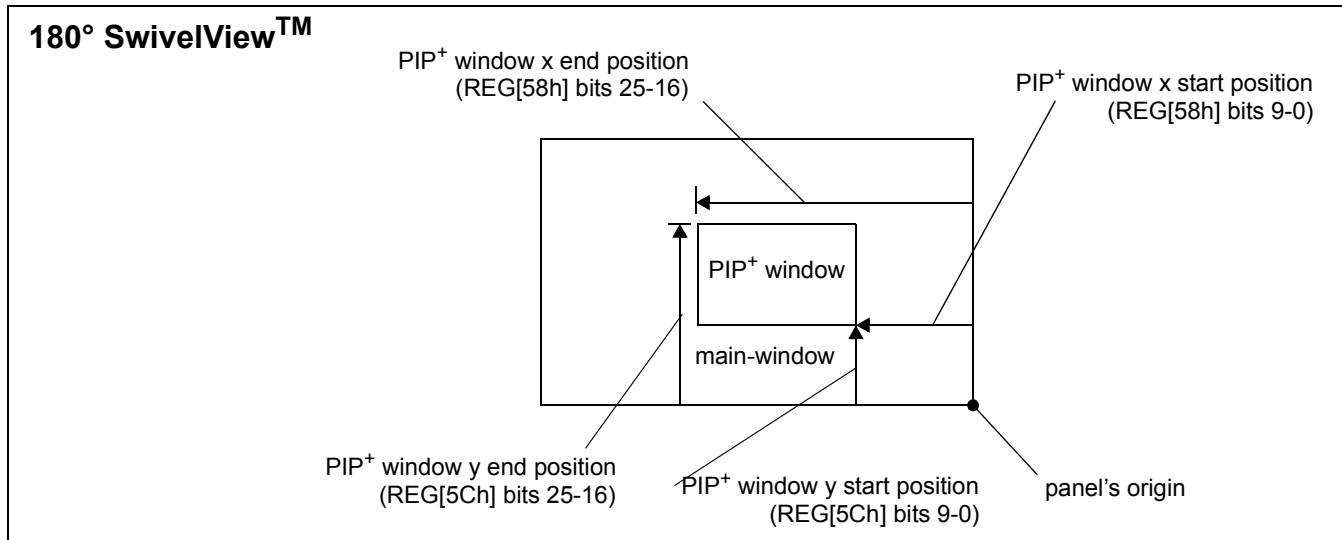 180° SwivelView™
PIP+ window x end position
(REG[58h] bits 25-16)
PIP+ window x start position
(REG[58h] bits 9-0)
PIP+ window
main-window
PIP+ window y end position
(REG[5Ch] bits 25-16)
PIP+ window y start position
(REG[5Ch] bits 9-0)
panel's origin